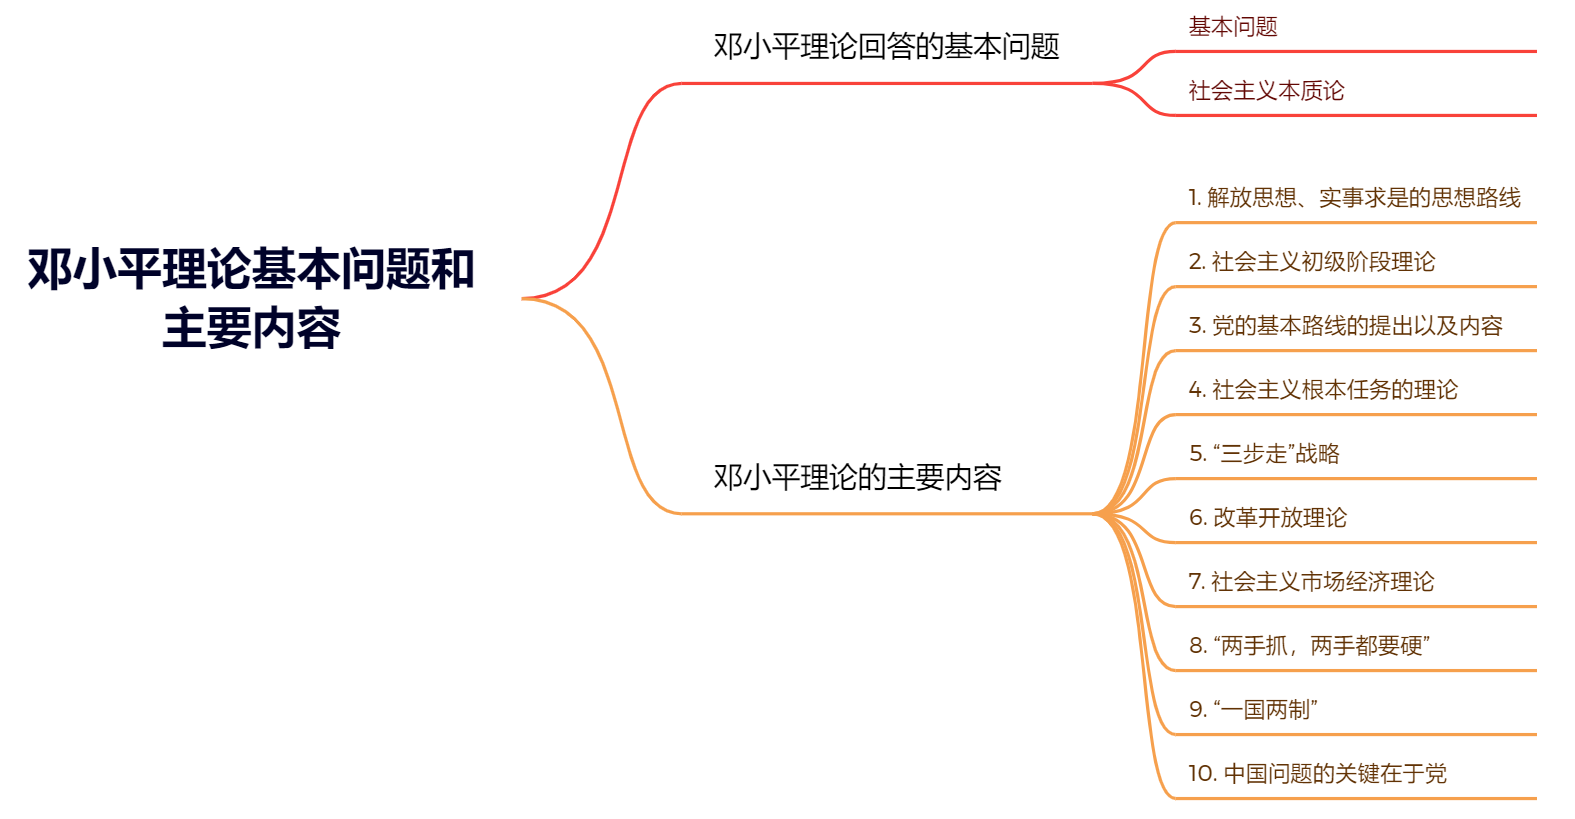 邓小平理论基本问题和
主要内容
邓小平理论回答的基本问题
基本问题
社会主义本质论
邓小平理论的主要内容
1. 解放思想、实事求是的思想路线
2. 社会主义初级阶段理论
3. 党的基本路线的提出以及内容
4. 社会主义根本任务的理论
5. “三步走”战略
6. 改革开放理论
7. 社会主义市场经济理论
8. “两手抓，两手都要硬”
9. “一国两制”
10. 中国问题的关键在于党